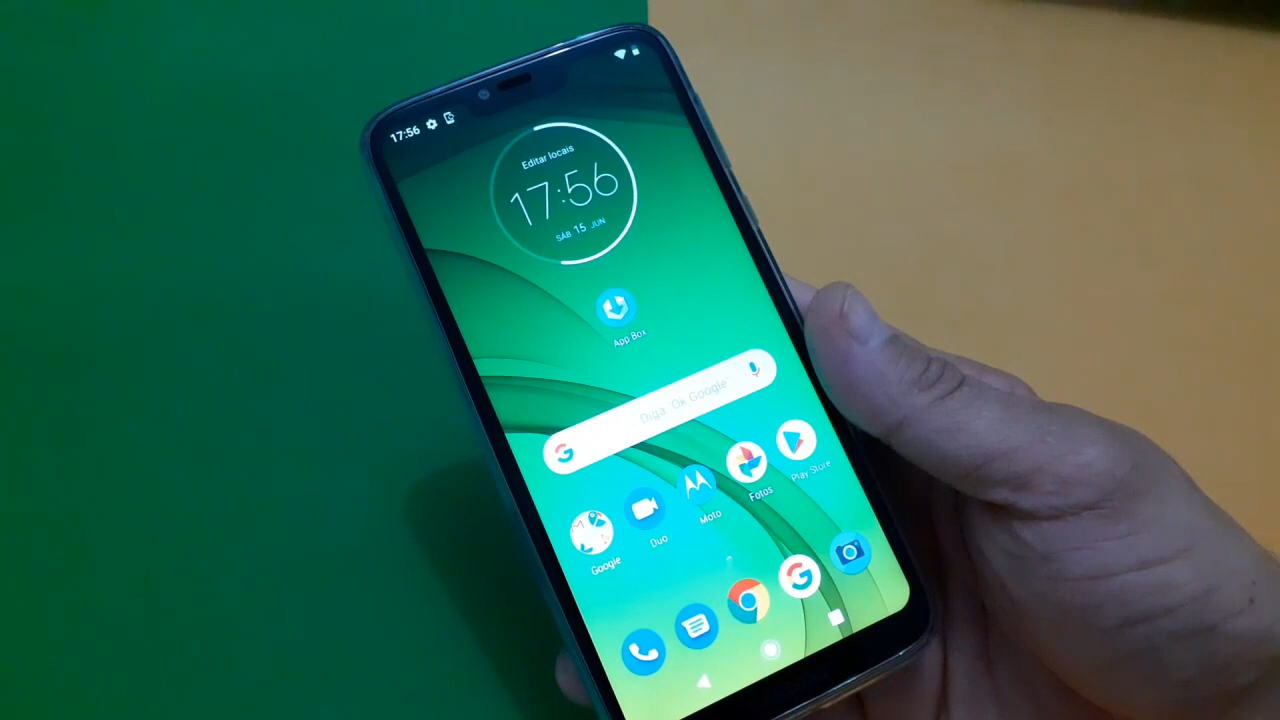 17:56
Editar locais
17:56
SÁB 15 JUN
App Box
Diga "Ok Google"
Google
Duo
Moto
Fotos
Play Store